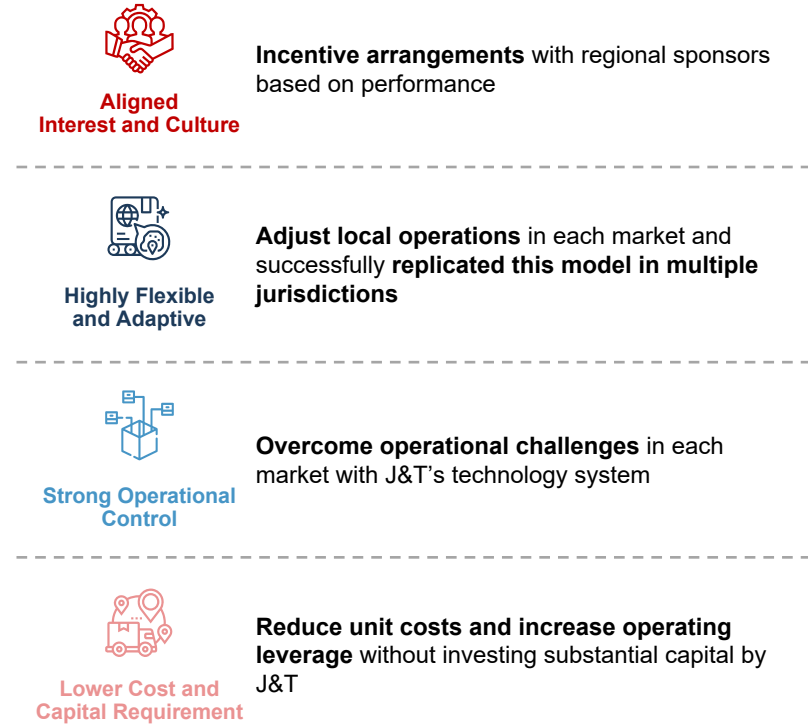 Aligned
Interest and Culture
Incentive arrangements with regional sponsors
based on performance
Highly Flexible
and Adaptive
Adjust local operations in each market and
successfully replicated this model in multiple
jurisdictions
Strong Operational
Control
Overcome operational challenges in each
market with J&T’s technology system
Lower Cost and
Capital Requirement
Reduce unit costs and increase operating
leverage without investing substantial capital by
J&T